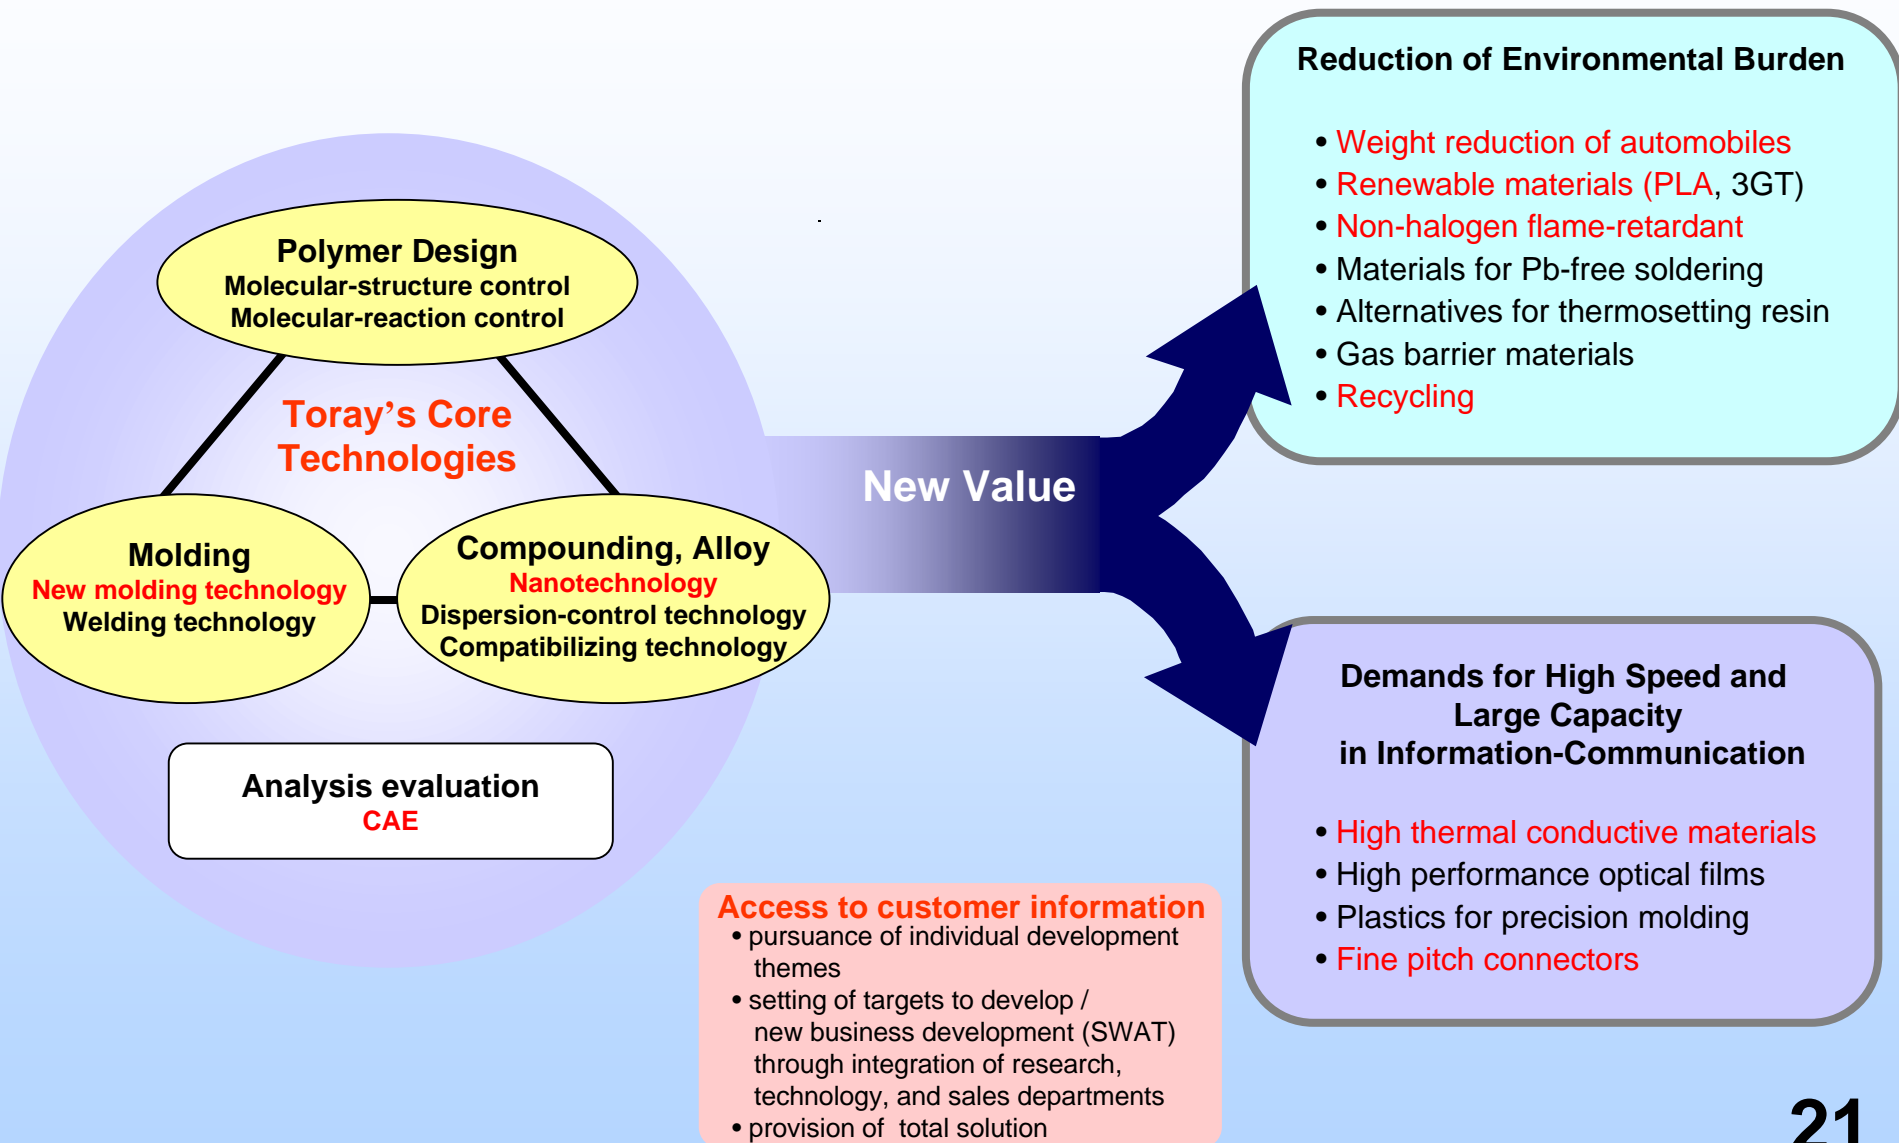 Polymer Design
Molecular-structure control
Molecular-reaction control
Toray's Core
Technologies
Molding
New molding technology
Welding technology
Compounding, Alloy
Nanotechnology
Dispersion-control technology
Compatibilizing technology
Analysis evaluation
CAE
New Value
Reduction of Environmental Burden
• Weight reduction of automobiles
• Renewable materials (PLA, 3GT)
• Non-halogen flame-retardant
• Materials for Pb-free soldering
• Alternatives for thermosetting resin
• Gas barrier materials
• Recycling
Demands for High Speed and
Large Capacity
in Information-Communication
• High thermal conductive materials
• High performance optical films
• Plastics for precision molding
• Fine pitch connectors
Access to customer information
• pursuance of individual development
themes
• setting of targets to develop /
new business development (SWAT)
through integration of research,
technology, and sales departments
• provision of total solution
21